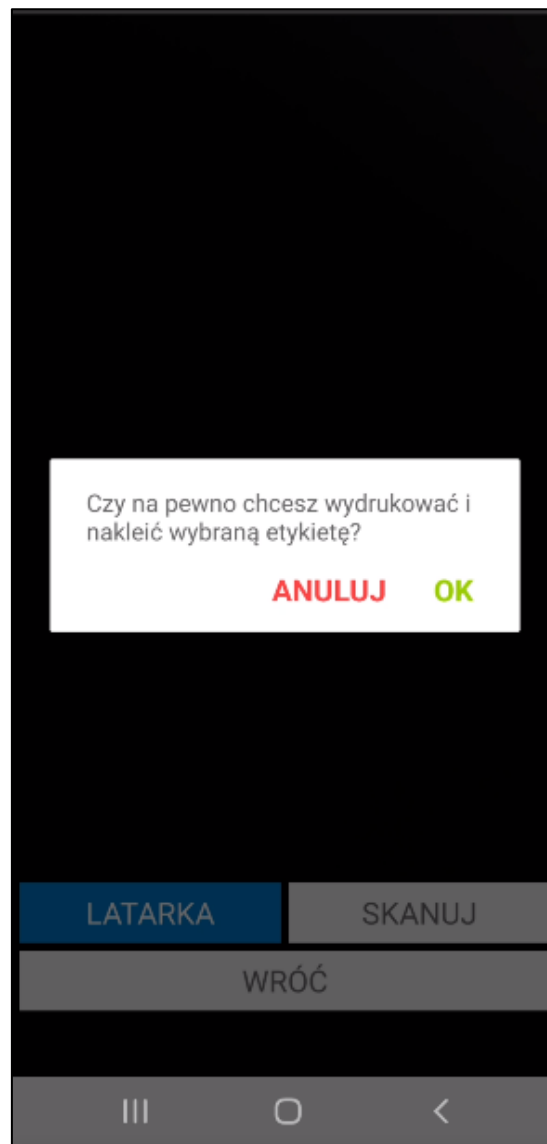 Czy na pewno chcesz wydrukować i
nakleić wybraną etykietę?
ANULUJ OK
LATARKA SKANUJ
WRÓĆ